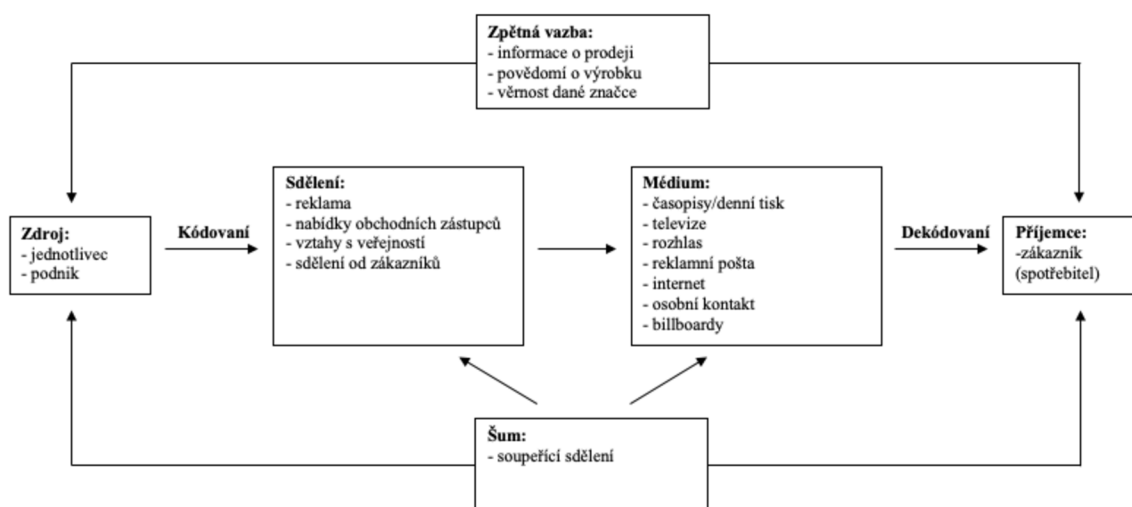 Zpětná vazba:
- informace o prodeji
- povědomí o výrobku
- věrnost dané značce
Zdroj:
- jednotlivec
- podnik
Kódovaní
Sdělení:
- reklama
- nabídky obchodních zástupců
- vztahy s veřejností
- sdělení od zákazníků
Médium:
- časopisy/denní tisk
- televize
- rozhlas
- reklamní pošta
- internet
- osobní kontakt
- billboardy
Dekódovaní
Příjemce:
-zákazník
(spotřebitel)
Šum:
- soupeřící sdělení